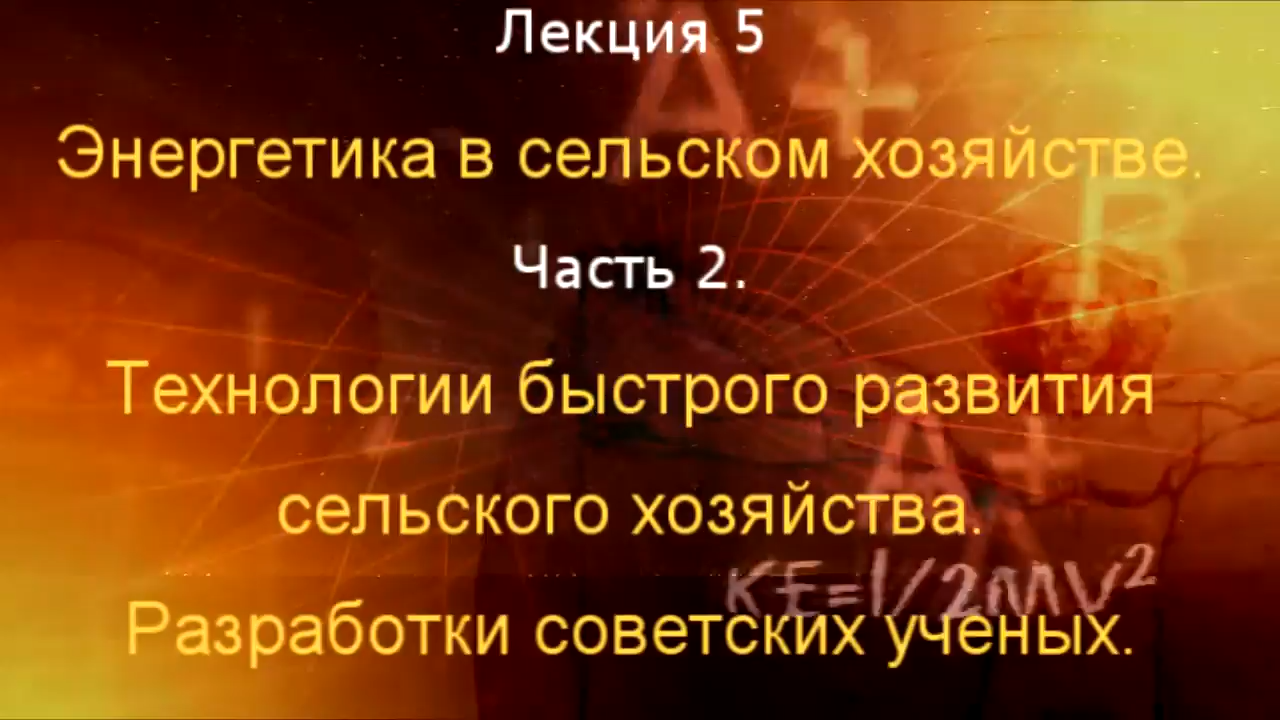 Лекция 5
Энергетика в сельском хозяйстве.
Часть 2.
Технологии быстрого развития
сельского хозяйства.
Разработки советских ученых.
A+
B
A+
KE=1/2MV²